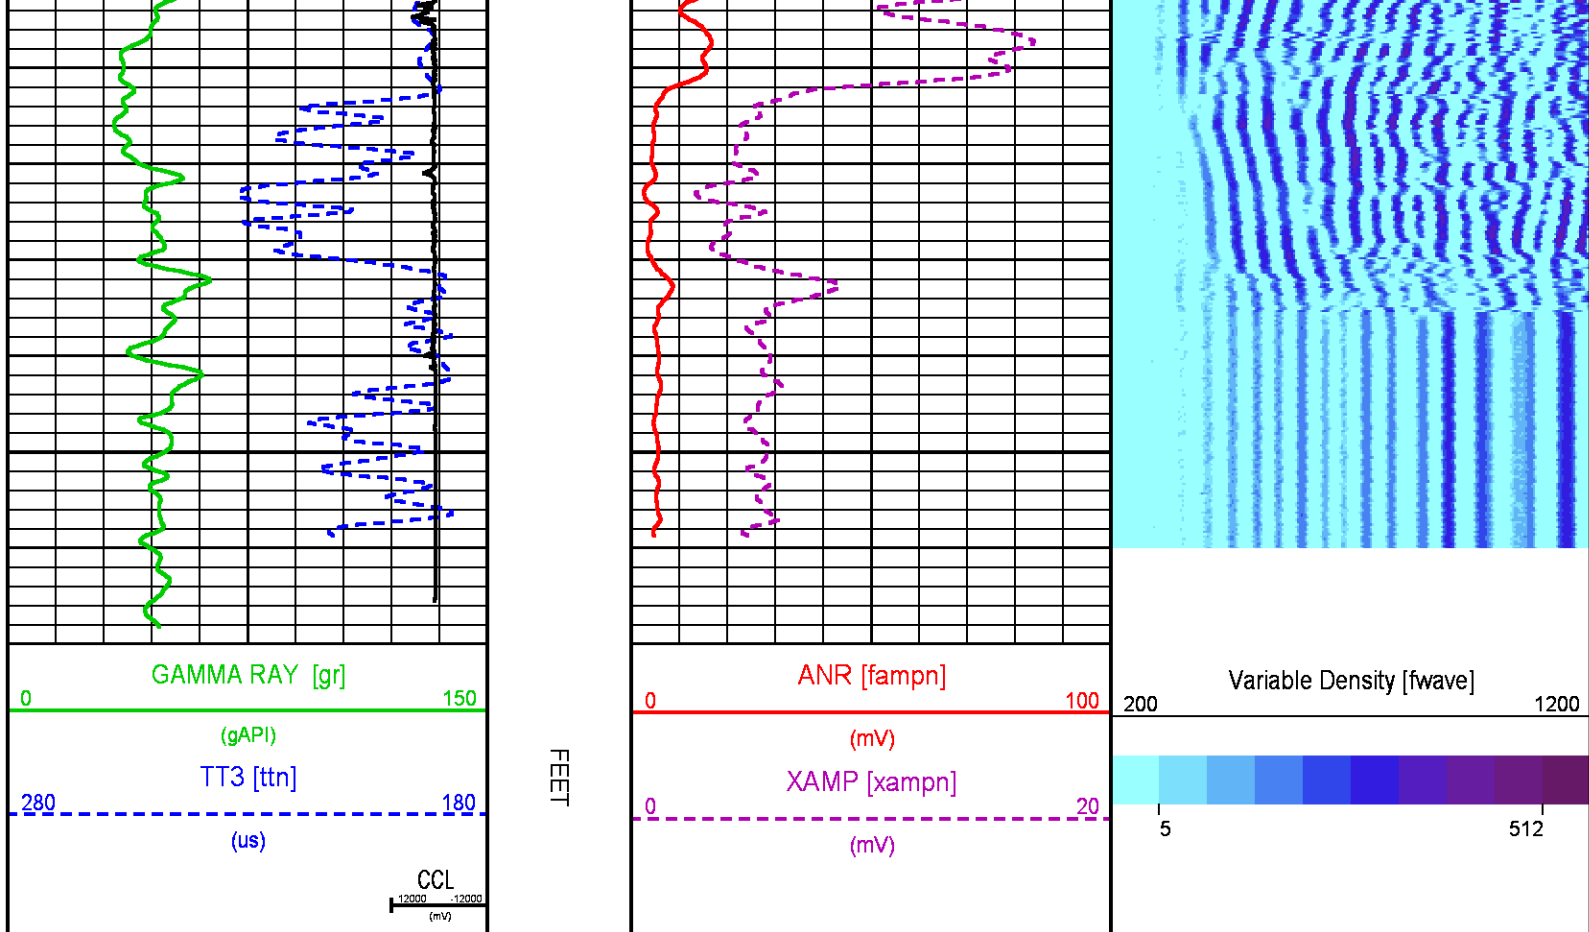 GAMMA RAY [gr]
0 150
(gAPI)
TT3 [ttn]
280 180
(us)
CCL
12000 -12000
(mV)
FEET
ANR [fampn]
0 100
(mV)
XAMP [xampn]
0 20
(mV)
Variable Density [fwave]
200 1200
5 512